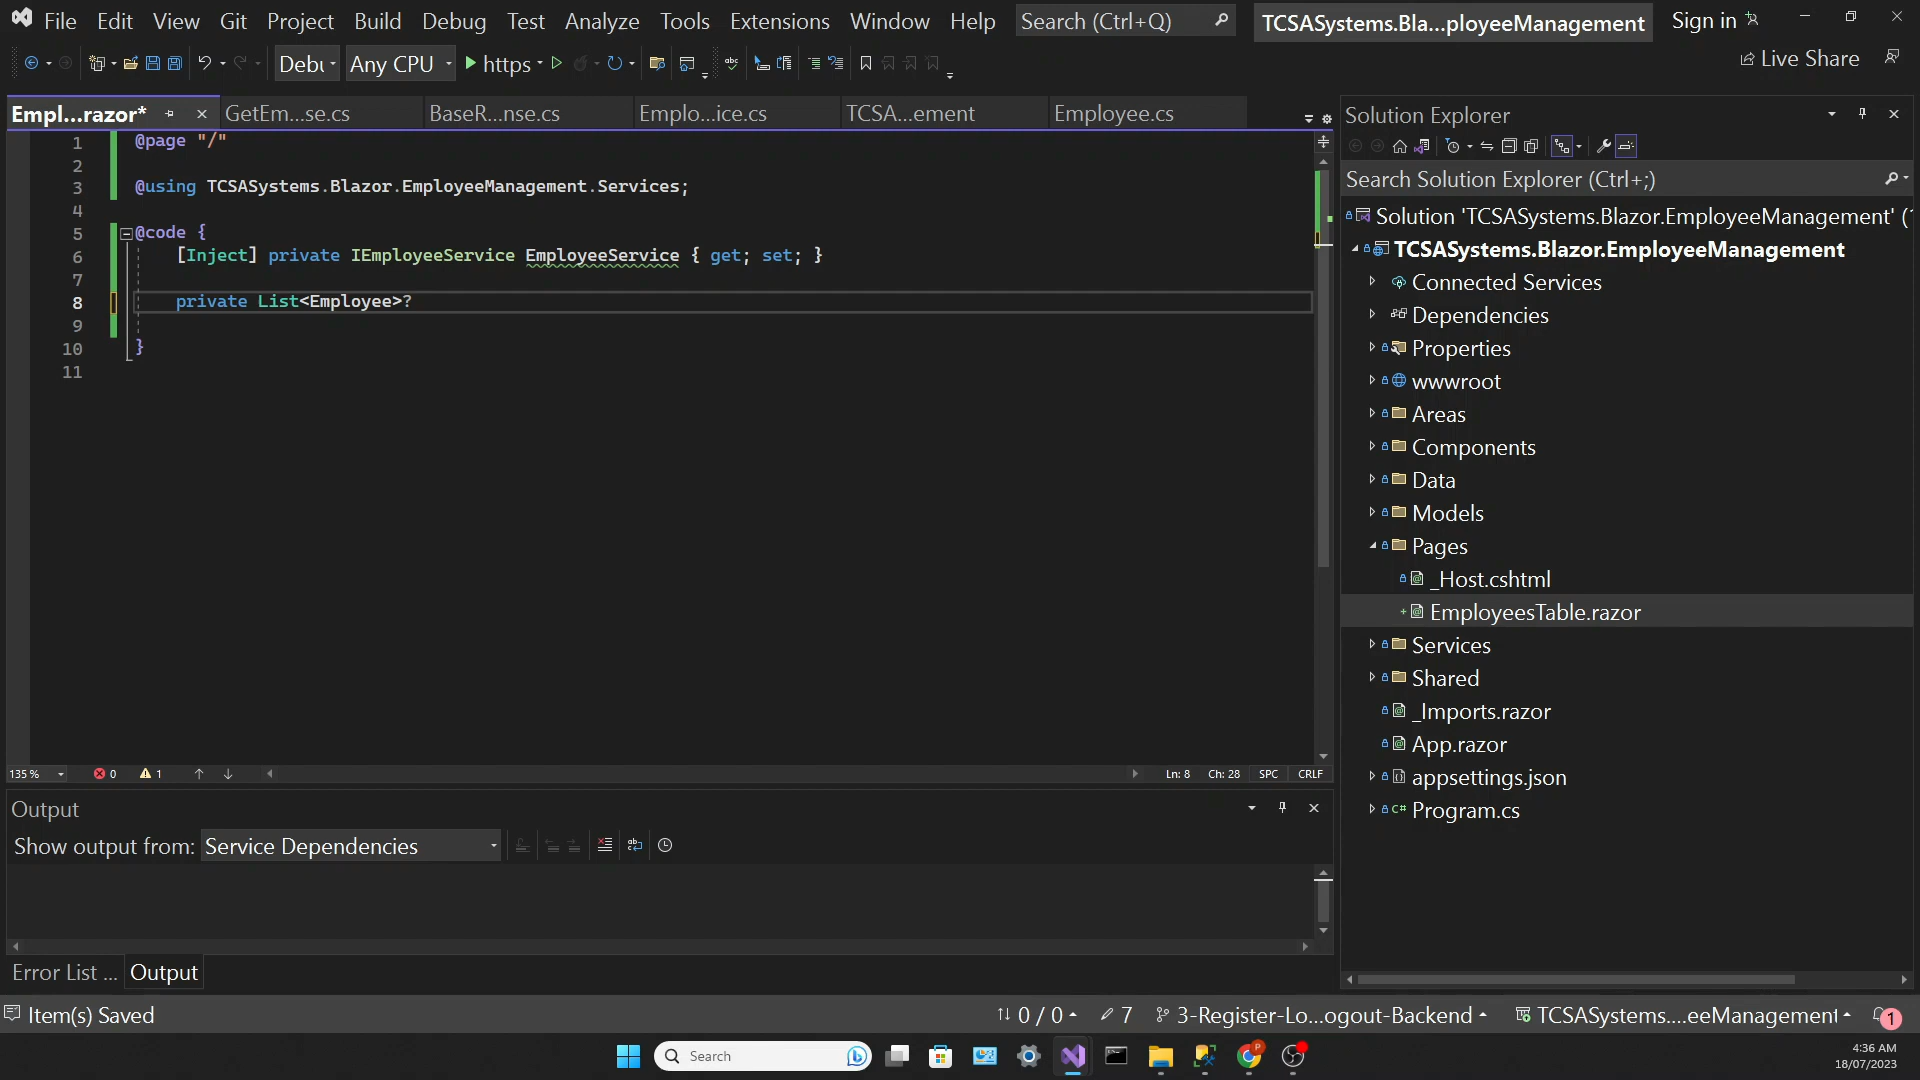 File Edit View Git Project Build Debug Test Analyze Tools Extensions Window Help Search (Ctrl+Q) TCSASystems.Bla...ployeeManagement Sign in
Debu Any CPU https Live Share
Empl...razor* GetEm...se.cs BaseR...nse.cs Emplo...ice.cs TCSA...ement Employee.cs
1 @page "/"
2
3 @using TCSASystems.Blazor.EmployeeManagement.Services;
4
5 @code {
6 [Inject] private IEmployeeService EmployeeService { get; set; }
7
8 private List<Employee>?
9
10 }
11
135 % 0 1 Ln: 8 Ch: 28 SPC CRLF
Output
Show output from: Service Dependencies
Error List ... Output
Solution Explorer
Search Solution Explorer (Ctrl+;)
Solution 'TCSASystems.Blazor.EmployeeManagement' (
TCSASystems.Blazor.EmployeeManagement
Connected Services
Dependencies
Properties
wwwroot
Areas
Components
Data
Models
Pages
_Host.cshtml
EmployeesTable.razor
Services
Shared
_Imports.razor
App.razor
appsettings.json
C# Program.cs
Item(s) Saved 0 / 0 7 3-Register-Lo...ogout-Backend TCSASystems....eeManagement 1
Search
4:36 AM
18/07/2023